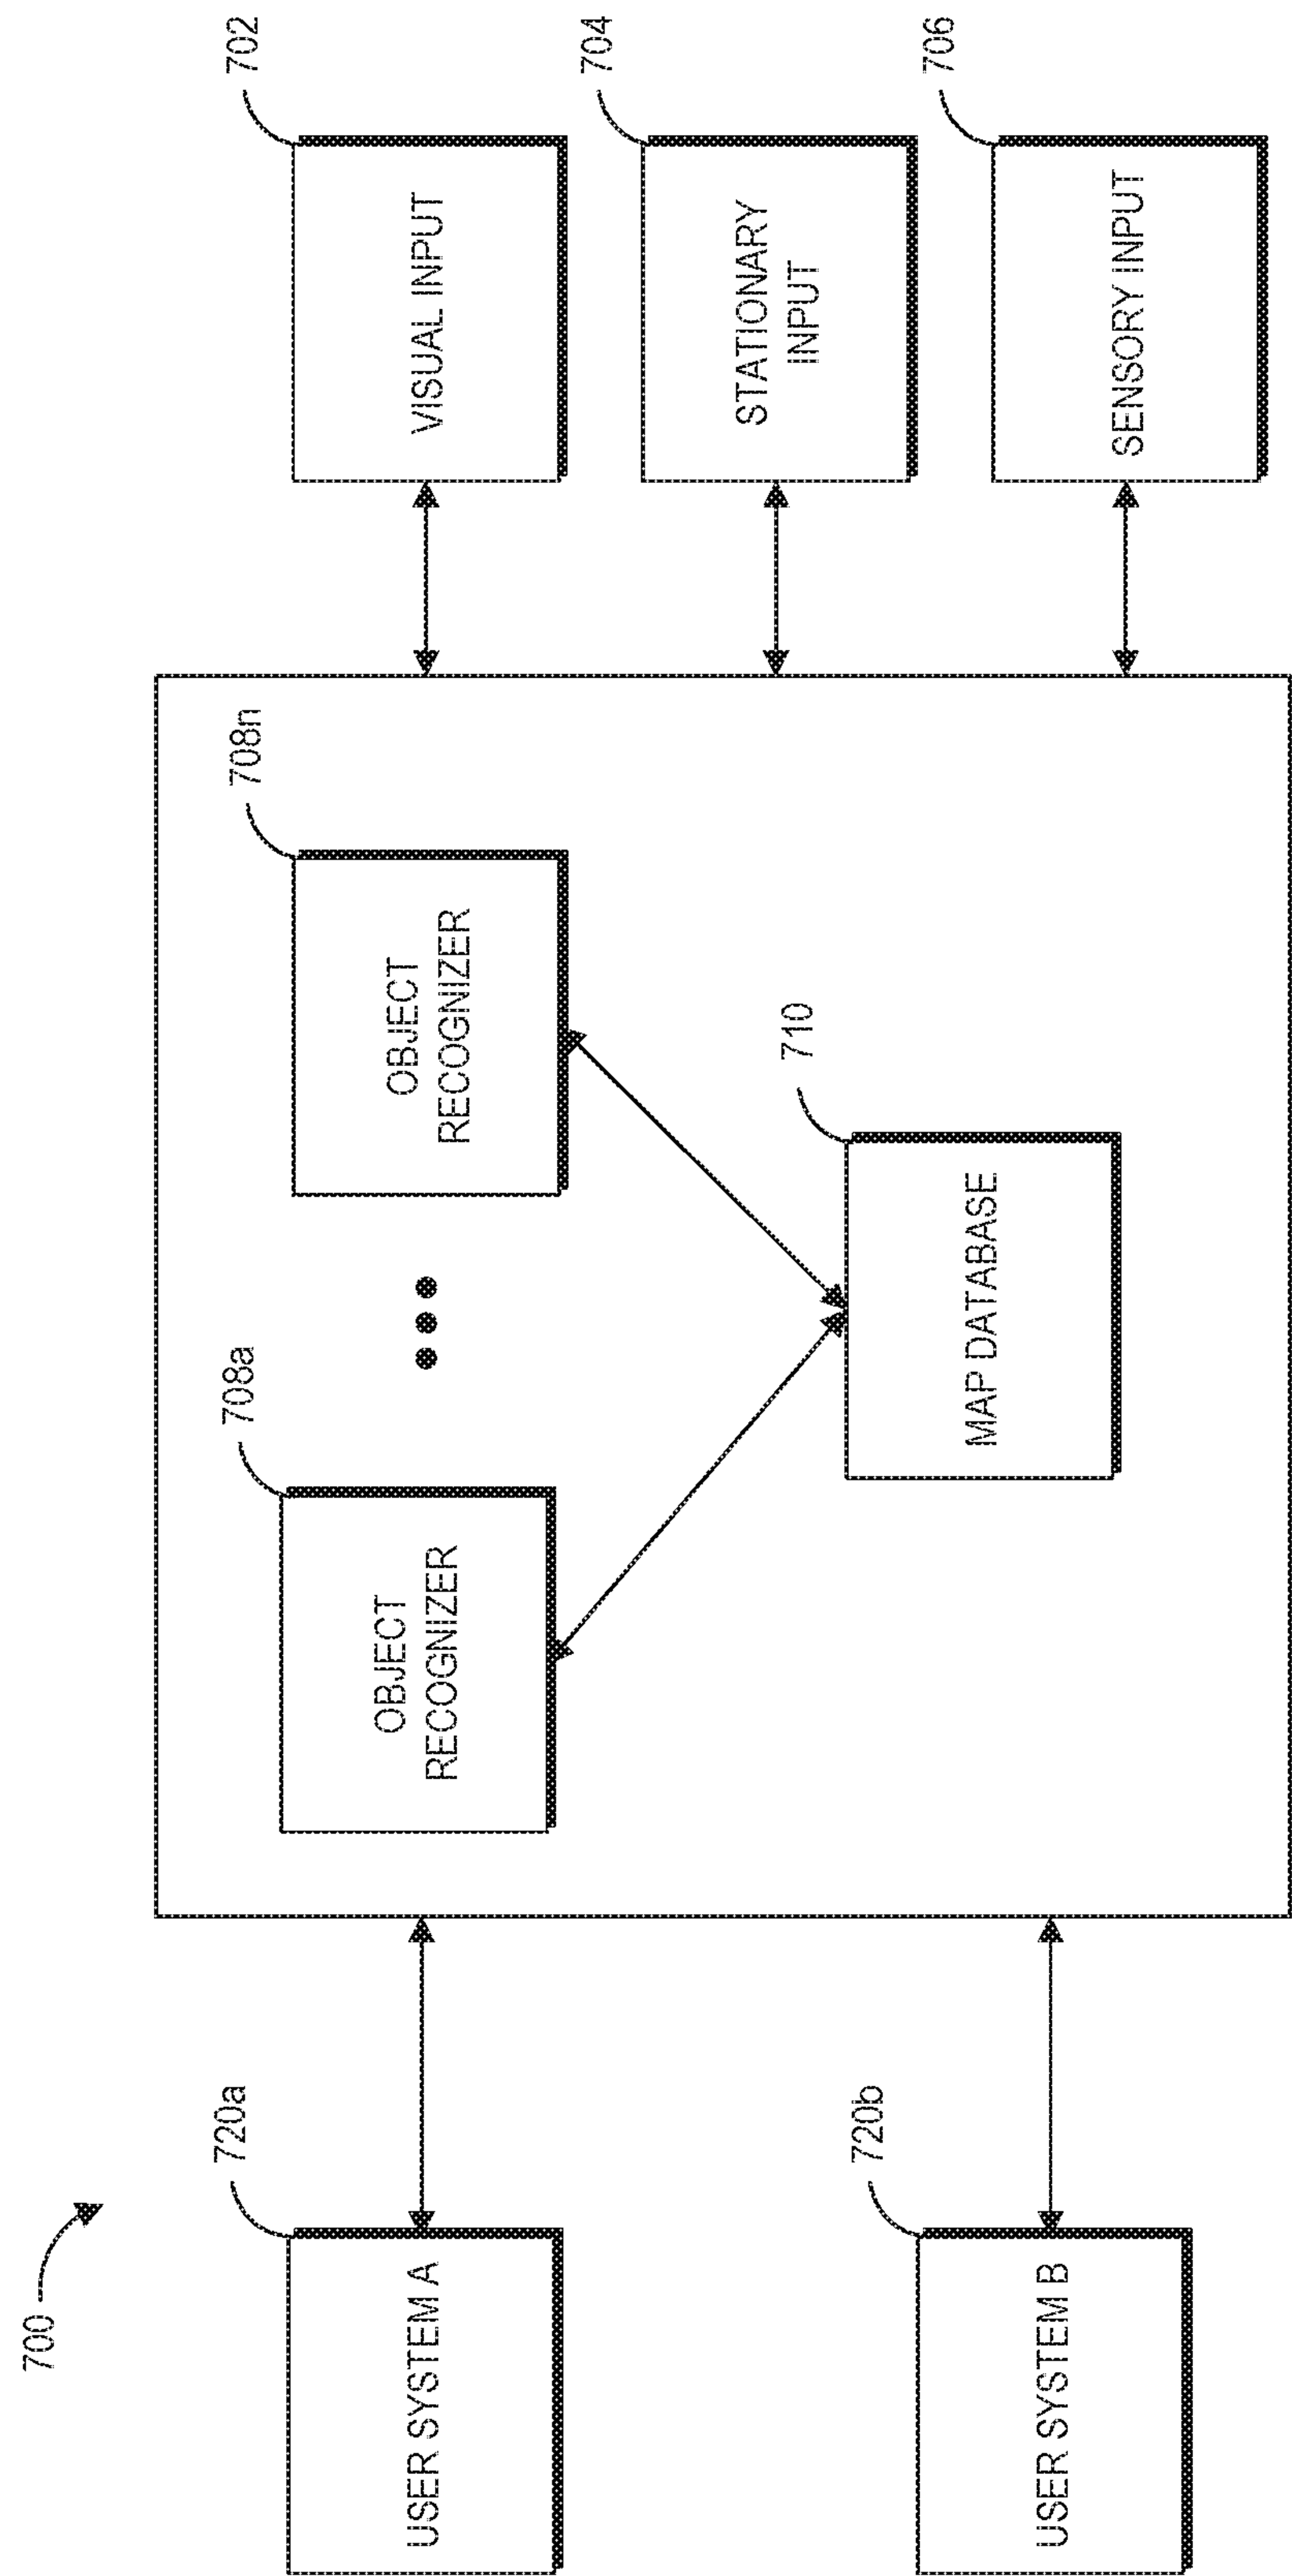 700
720a
USER SYSTEM A
720b
USER SYSTEM B
708a
OBJECT
RECOGNIZER
708n
OBJECT
RECOGNIZER
710
MAP DATABASE
702
VISUAL INPUT
704
STATIONARY
INPUT
706
SENSORY INPUT